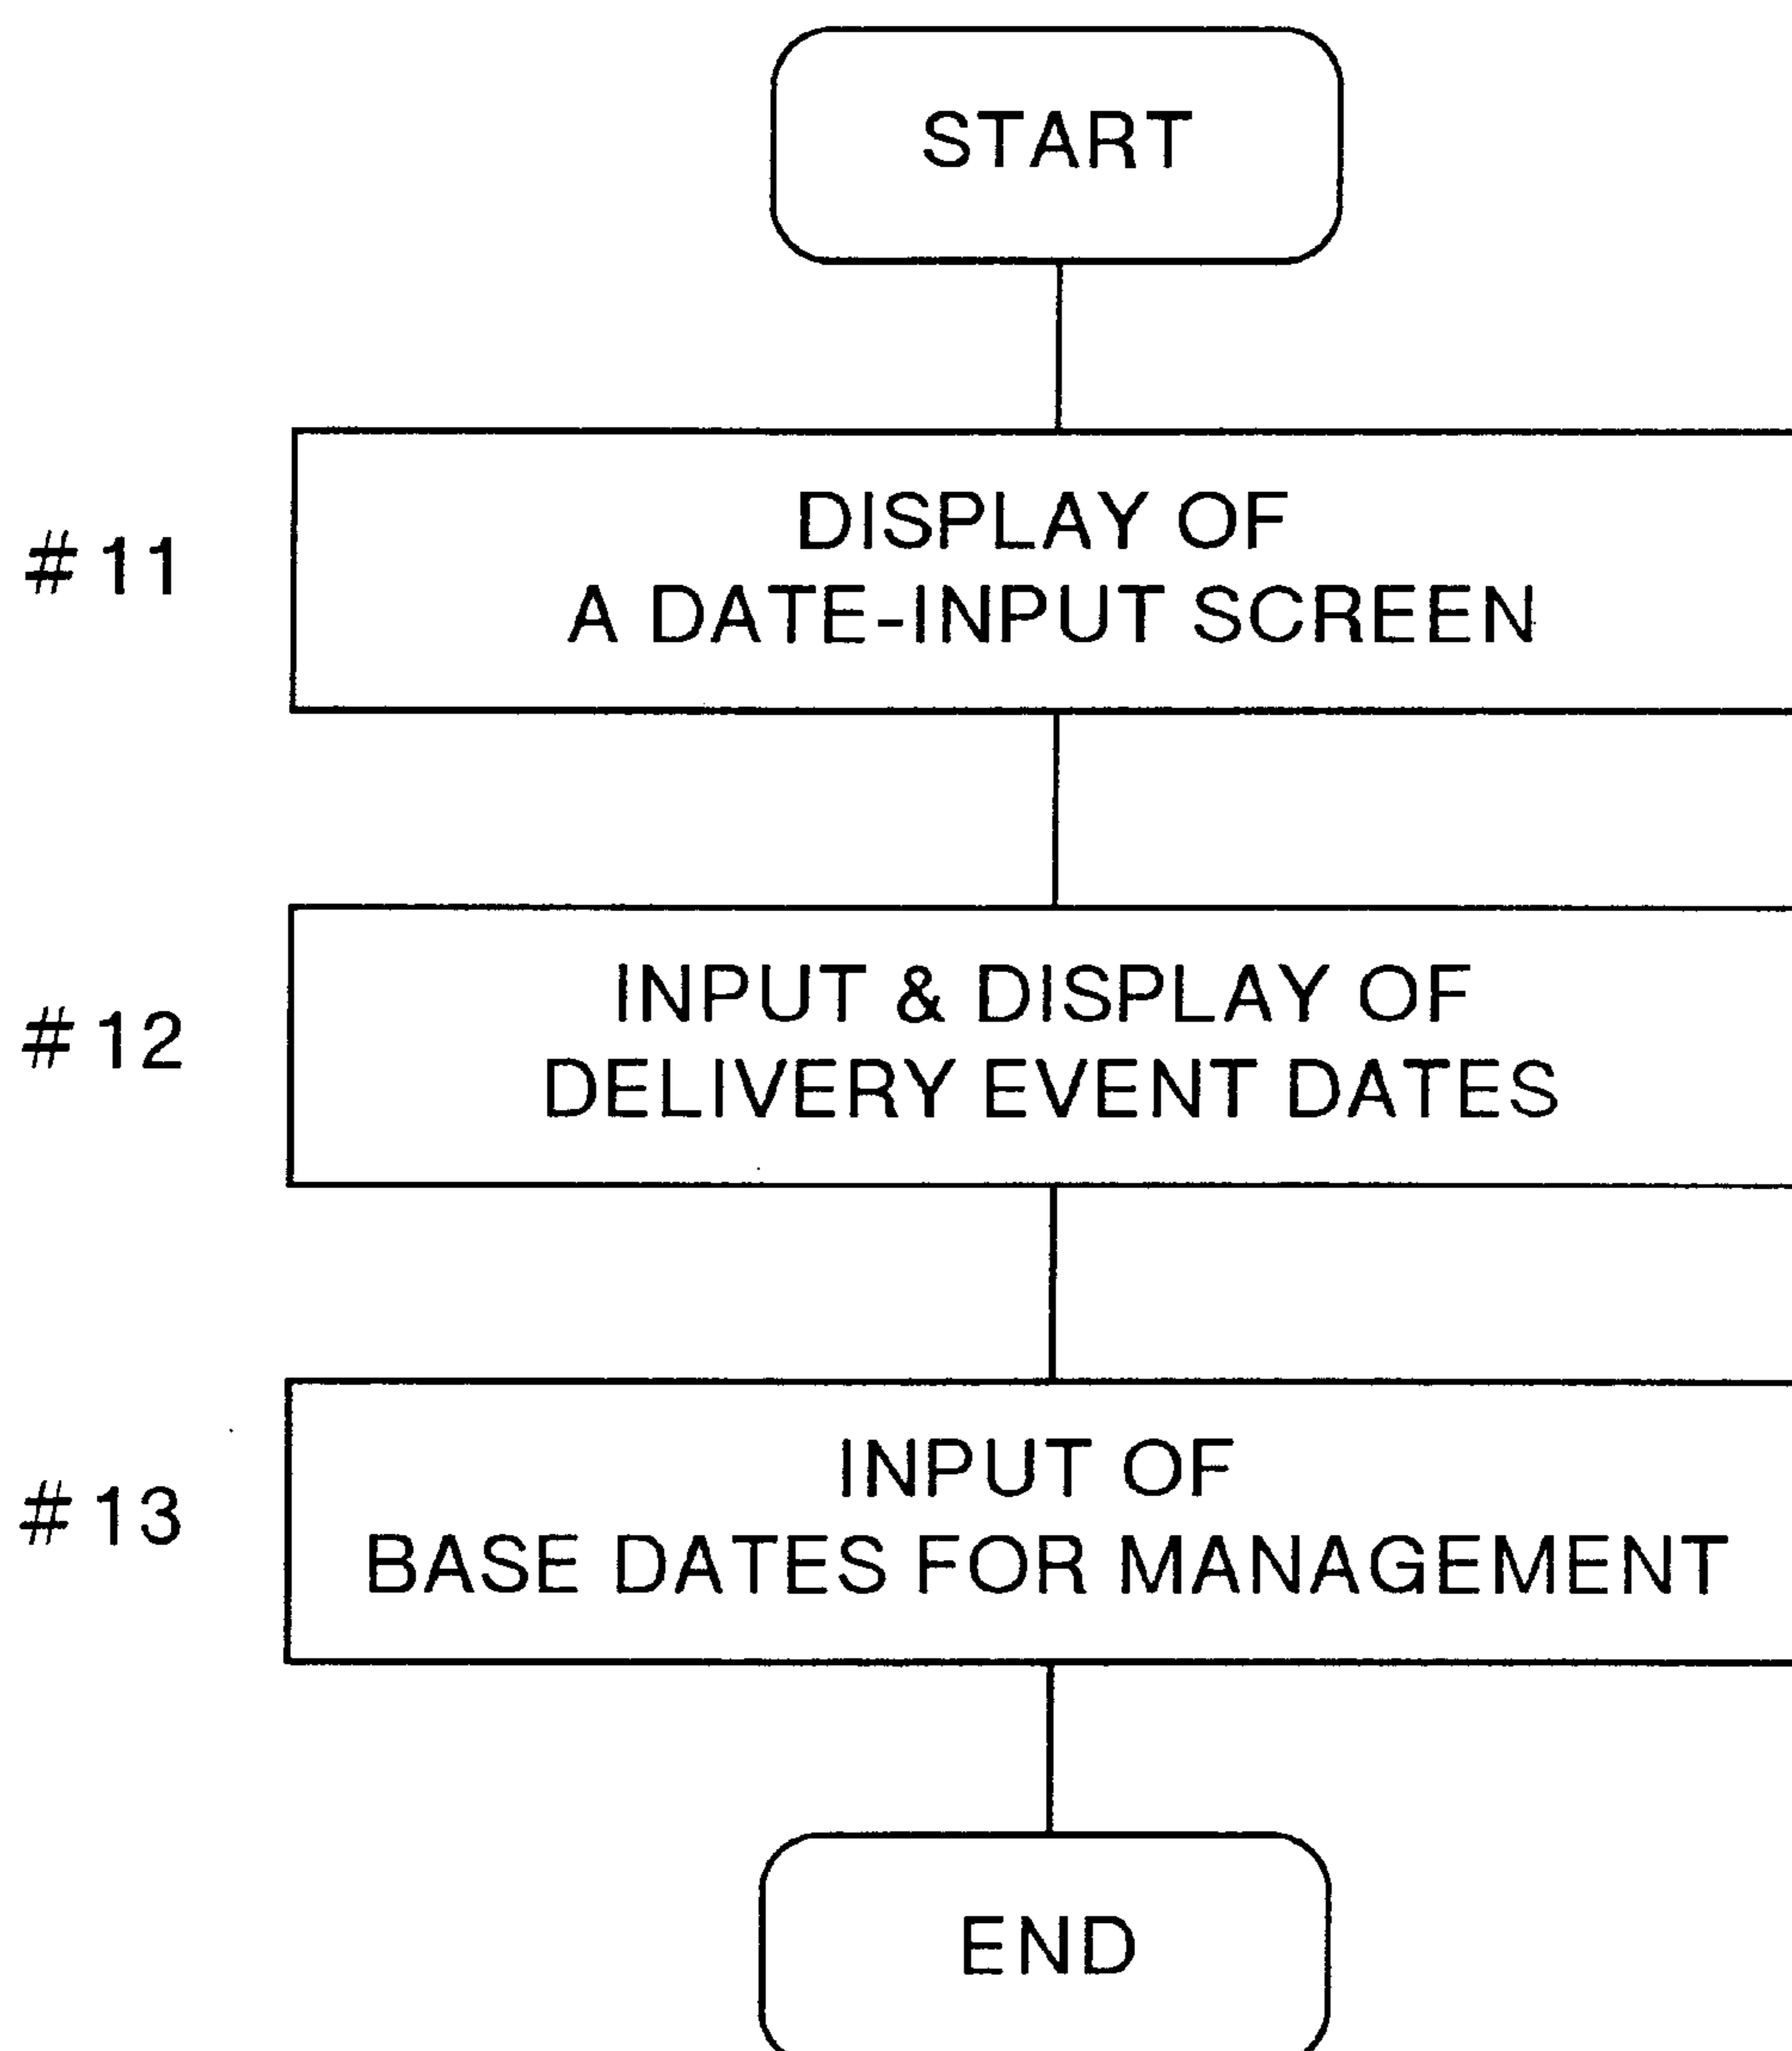 START
#11
DISPLAY OF
A DATE-INPUT SCREEN
#12
INPUT & DISPLAY OF
DELIVERY EVENT DATES
#13
INPUT OF
BASE DATES FOR MANAGEMENT
END